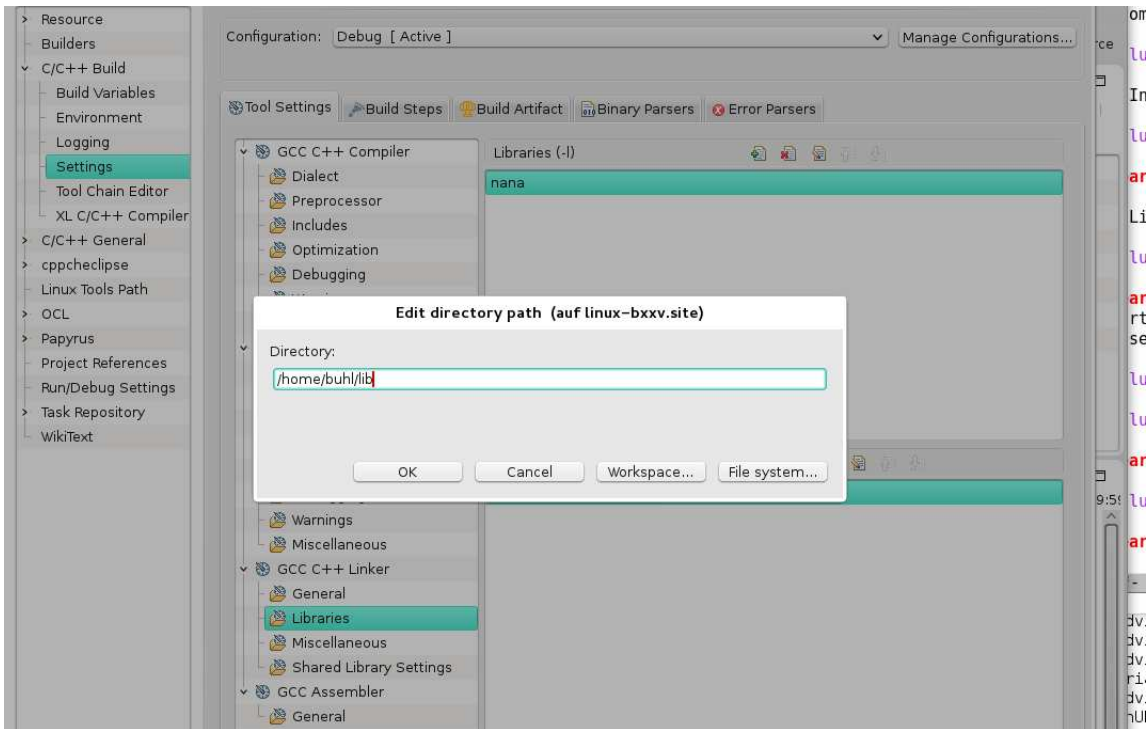 Resource
Builders
C/C++ Build
Build Variables
Environment
Logging
Settings
Tool Chain Editor
XL C/C++ Compiler
C/C++ General
cppcheclipse
Linux Tools Path
OCL
Papyrus
Project References
Run/Debug Settings
Task Repository
WikiText
Configuration: Debug [ Active ]
Manage Configurations...
Tool Settings Build Steps Build Artifact Binary Parsers Error Parsers
GCC C++ Compiler
Dialect
Preprocessor
Includes
Optimization
Debugging
Libraries (-l)
nana
Edit directory path (auf linux-bxxv.site)
Directory:
/home/buhl/lib
OK Cancel Workspace... File system...
Warnings
Miscellaneous
GCC C++ Linker
General
Libraries
Miscellaneous
Shared Library Settings
GCC Assembler
General